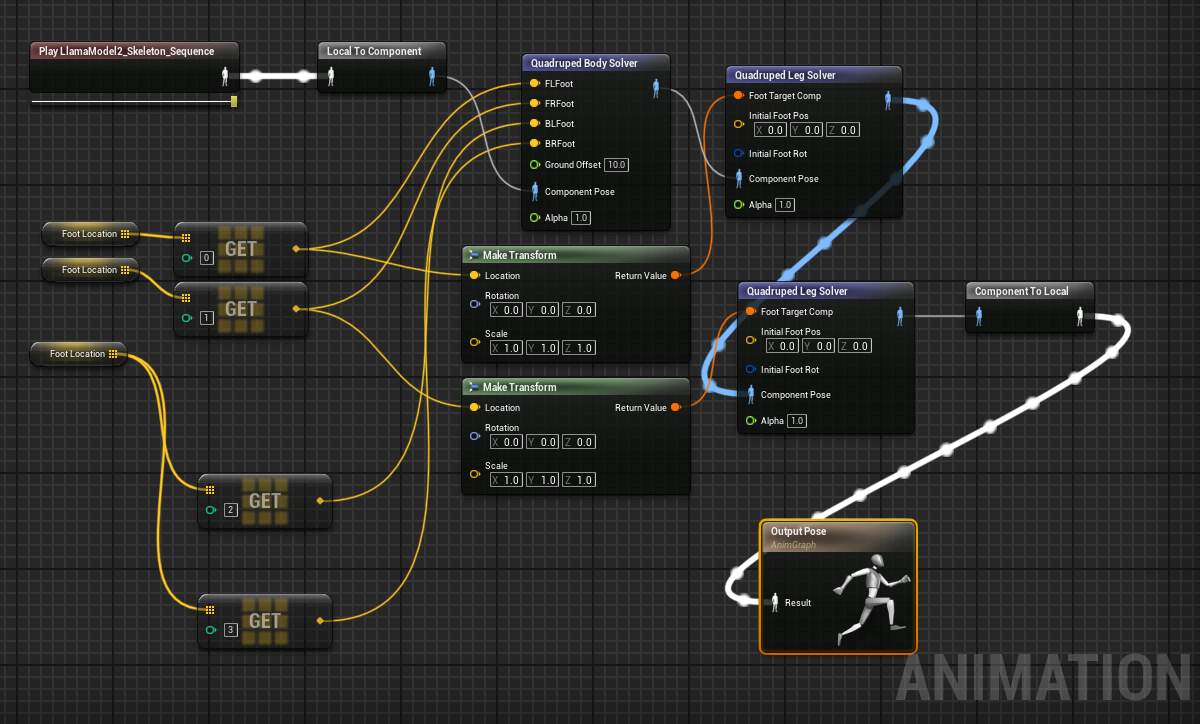 Play LlamaModel2_Skeleton_Sequence
Local To Component
Quadruped Body Solver
FLFoot
FRFoot
BLFoot
BRFoot
Ground Offset 10.0
Component Pose
Alpha 1.0
Quadruped Leg Solver
Foot Target Comp
Initial Foot Pos
X 0.0 Y 0.0 Z 0.0
Initial Foot Rot
Component Pose
Alpha 1.0
Foot Location
GET
0
Foot Location
GET
1
Foot Location
GET
2
GET
3
Make Transform
Location Return Value
Rotation
X 0.0 Y 0.0 Z 0.0
Scale
X 1.0 Y 1.0 Z 1.0
Make Transform
Location Return Value
Rotation
X 0.0 Y 0.0 Z 0.0
Scale
X 1.0 Y 1.0 Z 1.0
Quadruped Leg Solver
Foot Target Comp
Initial Foot Pos
X 0.0 Y 0.0 Z 0.0
Initial Foot Rot
Component Pose
Alpha 1.0
Component To Local
Output Pose
AnimGraph
Result
ANIMATION